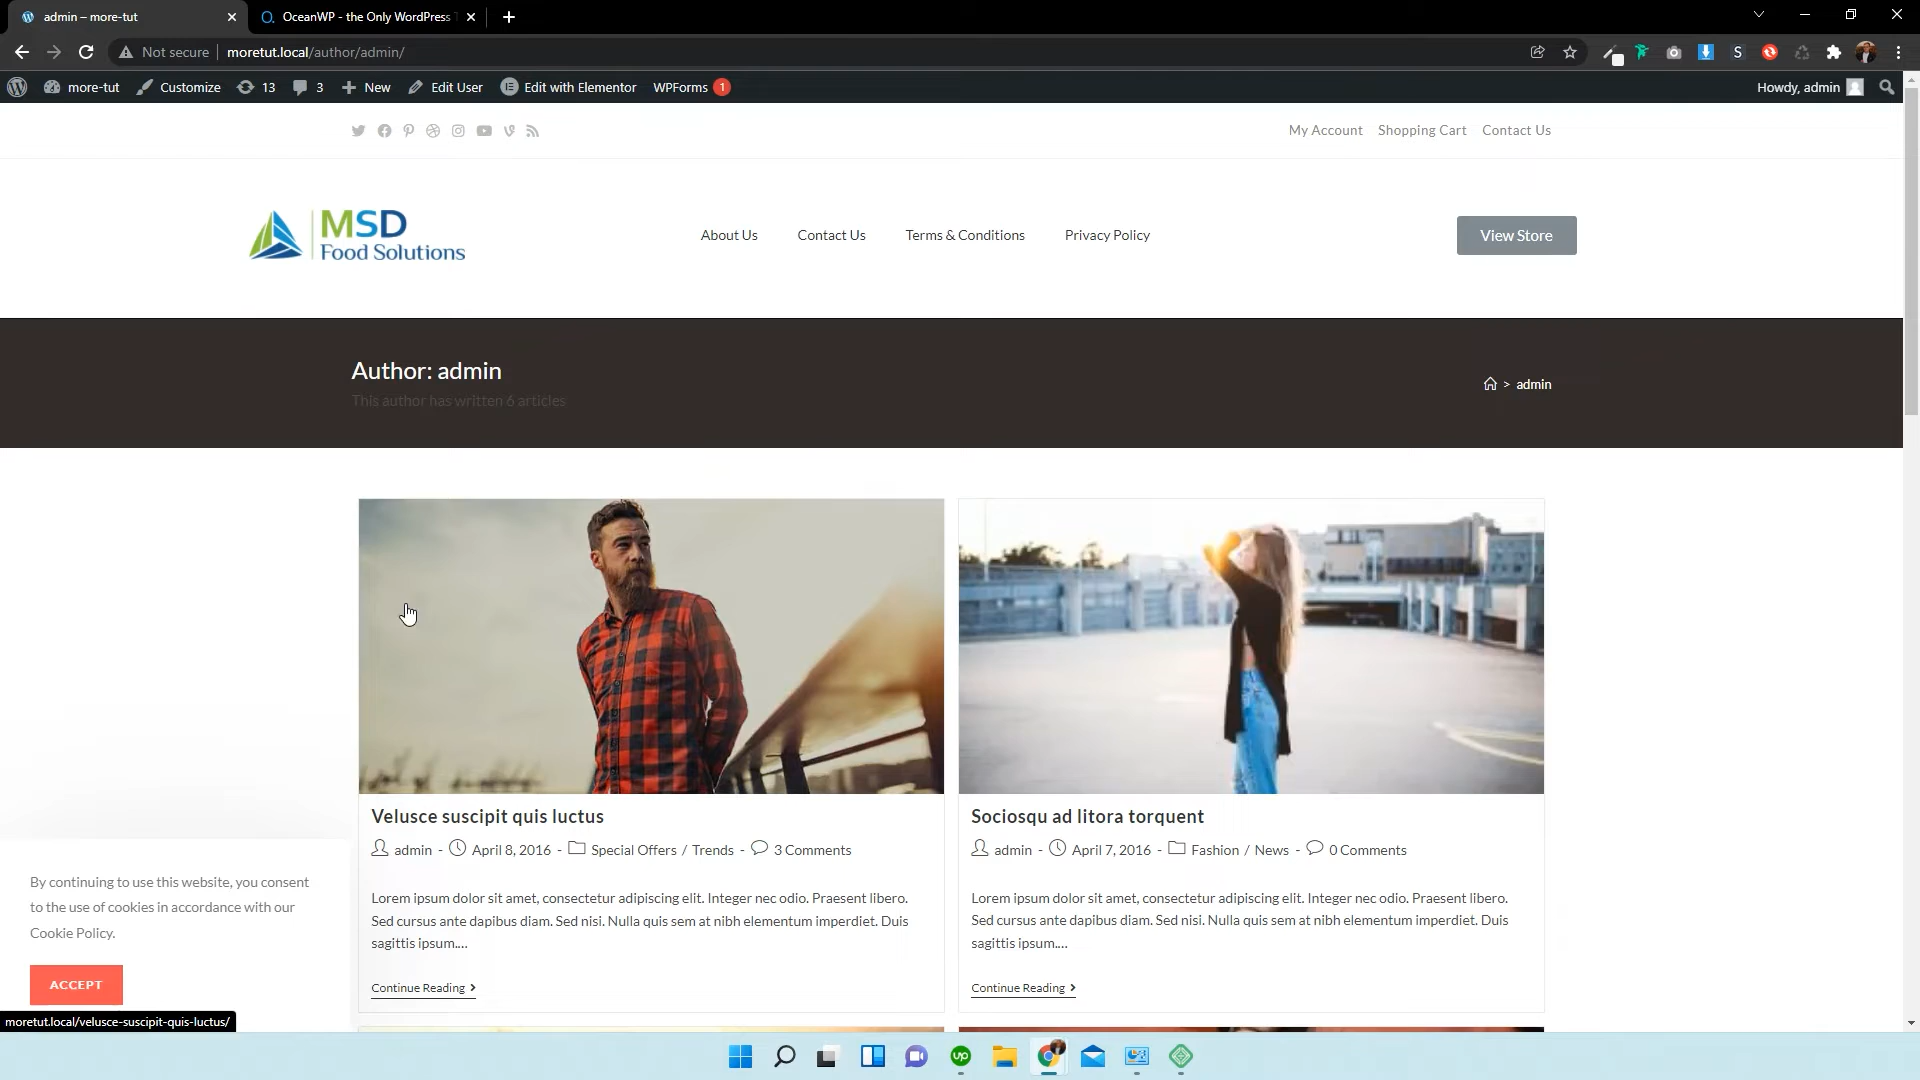 admin – more-tut
OceanWP - the Only WordPress T
Not secure
moretut.local/author/admin/
more-tut Customize 13 3 New Edit User Edit with Elementor WPForms 1
Howdy, admin
My Account Shopping Cart Contact Us
MSD
Food Solutions
About Us Contact Us Terms & Conditions Privacy Policy
View Store
Author: admin
This author has written 6 articles
> admin
Velusce suscipit quis luctus
admin - April 8, 2016 - Special Offers / Trends - 3 Comments
Lorem ipsum dolor sit amet, consectetur adipiscing elit. Integer nec odio. Praesent libero.
Sed cursus ante dapibus diam. Sed nisi. Nulla quis sem at nibh elementum imperdiet. Duis
sagittis ipsum.…
Continue Reading >
Sociosqu ad litora torquent
admin - April 7, 2016 - Fashion / News - 0 Comments
Lorem ipsum dolor sit amet, consectetur adipiscing elit. Integer nec odio. Praesent libero.
Sed cursus ante dapibus diam. Sed nisi. Nulla quis sem at nibh elementum imperdiet. Duis
sagittis ipsum.…
Continue Reading >
By continuing to use this website, you consent
to the use of cookies in accordance with our
Cookie Policy.
ACCEPT
moretut.local/velusce-suscipit-quis-luctus/